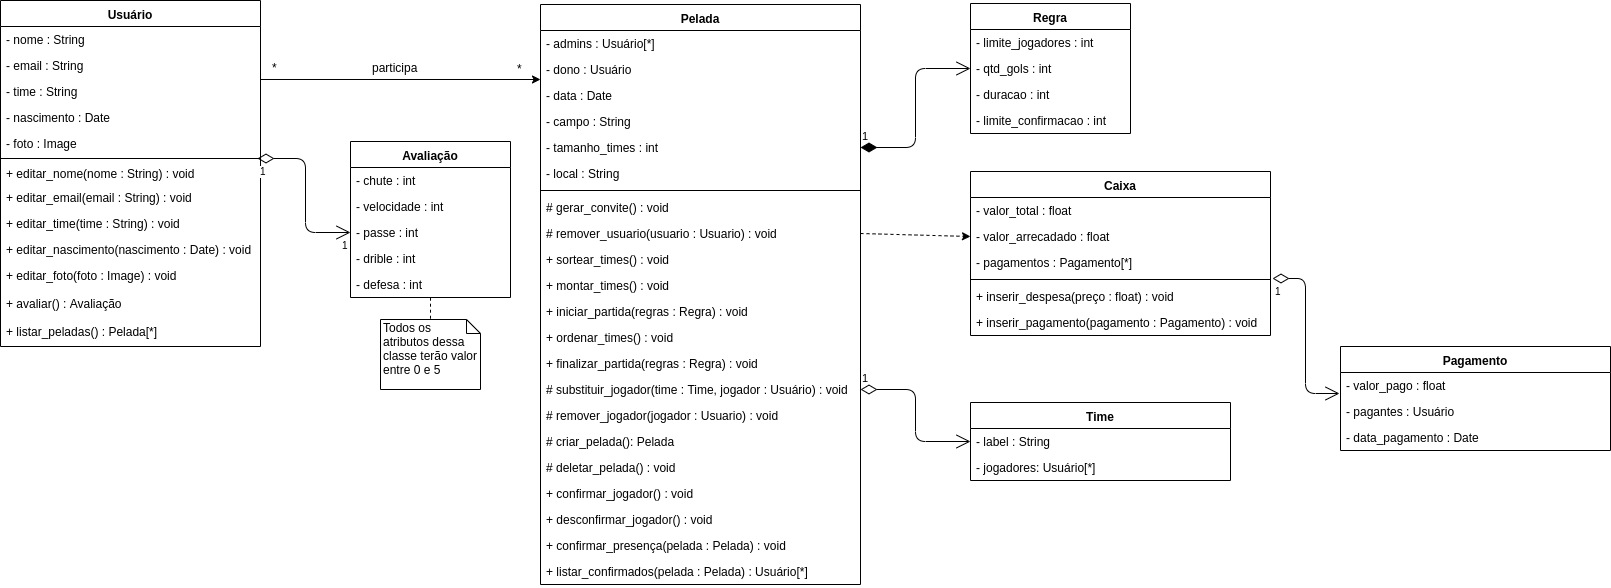 Usuário
- nome : String
- email : String
- time : String
- nascimento : Date
- foto : Image
+ editar_nome(nome : String) : void
+ editar_email(email : String) : void
+ editar_time(time : String) : void
+ editar_nascimento(nascimento : Date) : void
+ editar_foto(foto : Image) : void
+ avaliar() : Avaliação
+ listar_peladas() : Pelada[*]
*
participa
*
1
1
Avaliação
- chute : int
- velocidade : int
- passe : int
- drible : int
- defesa : int
Todos os
atributos dessa
classe terão valor
entre 0 e 5
Pelada
- admins : Usuário[*]
- dono : Usuário
- data : Date
- campo : String
- tamanho_times : int
- local : String
# gerar_convite() : void
# remover_usuario(usuario : Usuario) : void
+ sortear_times() : void
+ montar_times() : void
+ iniciar_partida(regras : Regra) : void
+ ordenar_times() : void
+ finalizar_partida(regras : Regra) : void
# substituir_jogador(time : Time, jogador : Usuário) : void
# remover_jogador(jogador : Usuario) : void
# criar_pelada(): Pelada
# deletar_pelada() : void
+ confirmar_jogador() : void
+ desconfirmar_jogador() : void
+ confirmar_presença(pelada : Pelada) : void
+ listar_confirmados(pelada : Pelada) : Usuário[*]
1
1
Regra
- limite_jogadores : int
- qtd_gols : int
- duracao : int
- limite_confirmacao : int
Caixa
- valor_total : float
- valor_arrecadado : float
- pagamentos : Pagamento[*]
+ inserir_despesa(preço : float) : void
+ inserir_pagamento(pagamento : Pagamento) : void
1
Time
- label : String
- jogadores: Usuário[*]
Pagamento
- valor_pago : float
- pagantes : Usuário
- data_pagamento : Date